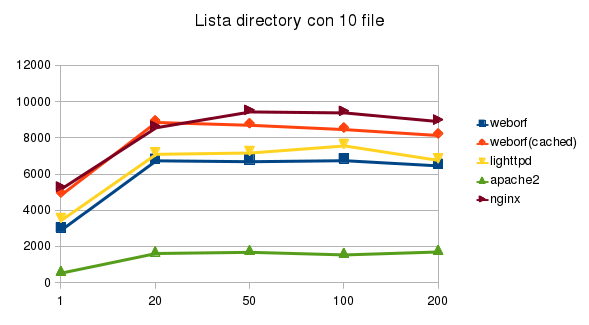 Lista directory con 10 file
12000
10000
8000
6000
4000
2000
0
1 20 50 100 200
weborf
weborf(cached)
lighttpd
apache2
nginx